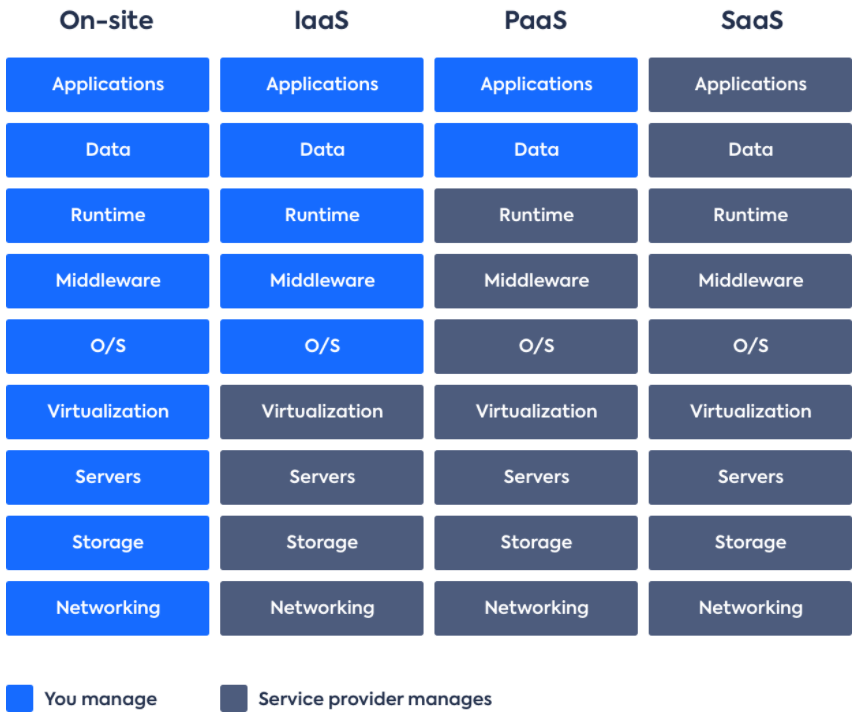 On-site IaaS PaaS SaaS
Applications Applications Applications Applications
Data Data Data Data
Runtime Runtime Runtime Runtime
Middleware Middleware Middleware Middleware
O/S O/S O/S O/S
Virtualization Virtualization Virtualization Virtualization
Servers Servers Servers Servers
Storage Storage Storage Storage
Networking Networking Networking Networking
You manage Service provider manages